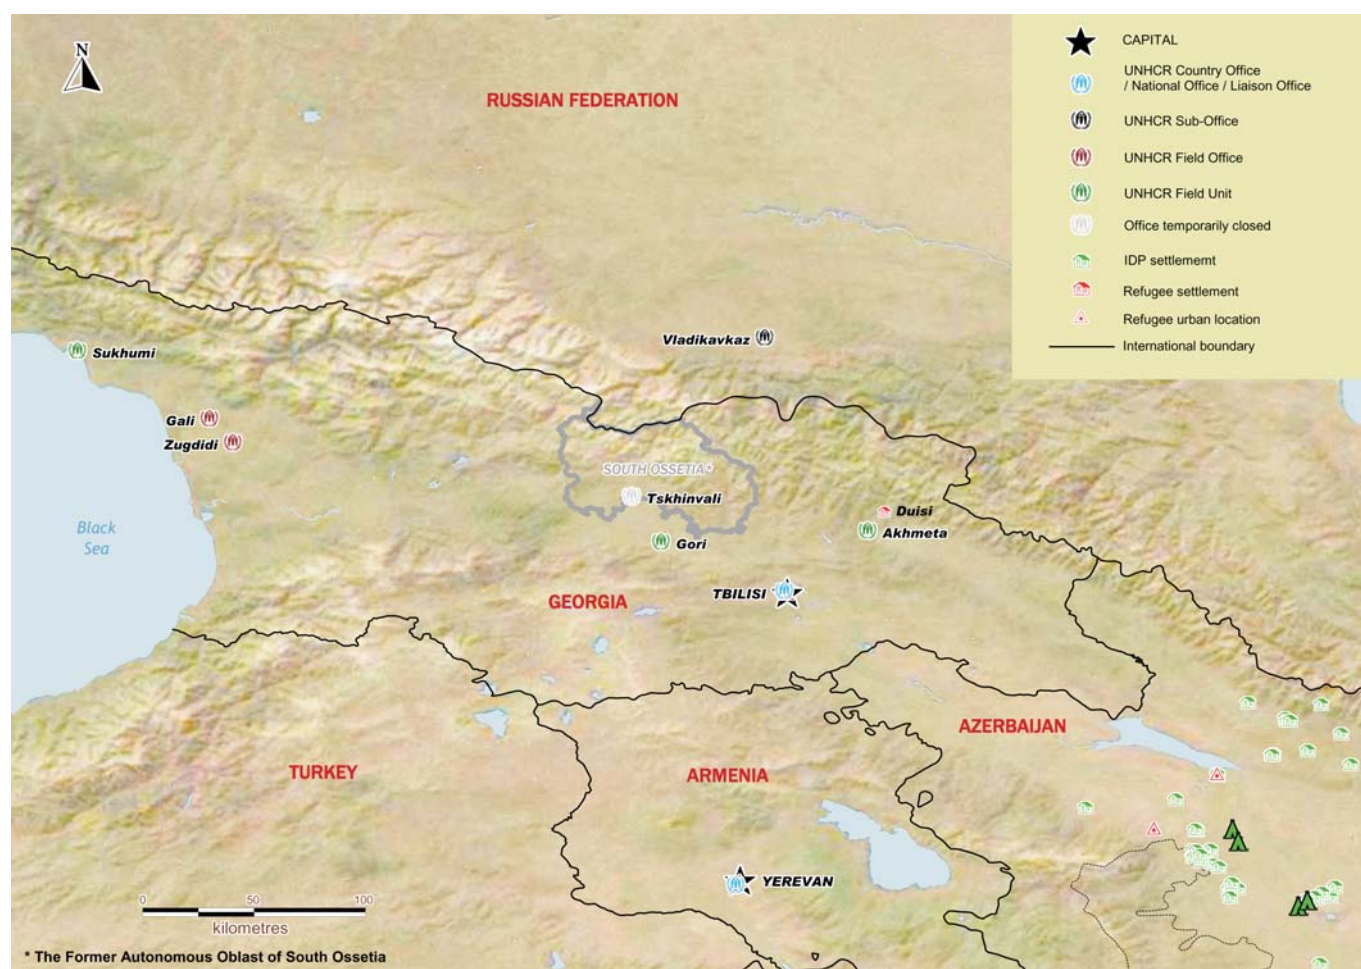 N
CAPITAL
UNHCR Country Office
/ National Office / Liaison Office
UNHCR Sub-Office
UNHCR Field Office
UNHCR Field Unit
Office temporarily closed
IDP settlememt
Refugee settlement
Refugee urban location
International boundary
RUSSIAN FEDERATION
Vladikavkaz
Sukhumi
Gali
Zugdidi
SOUTH OSSETIA*
Tskhinvali
Duisi
Akhmeta
Gori
Black
Sea
TBILISI
GEORGIA
AZERBAIJAN
TURKEY
ARMENIA
YEREVAN
0 50 100
kilometres
* The Former Autonomous Oblast of South Ossetia